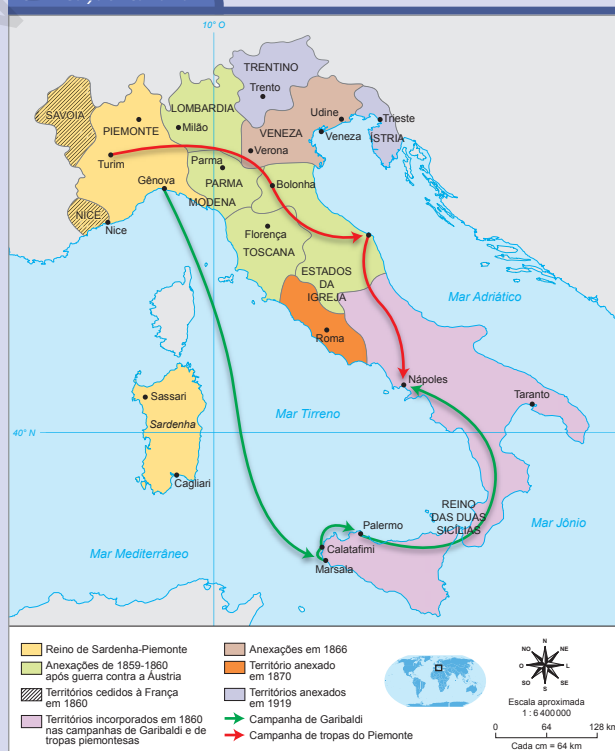 10° O
TRENTINO
Trento
LOMBARDIA
SAVOIA
PIEMONTE
Milão
Udine
Trieste
VENEZA
Veneza
ÍSTRIA
Verona
Turim
Parma
Bolonha
Gênova
PARMA
MODENA
NICE
Nice
Florença
TOSCANA
ESTADOS
DA
IGREJA
Mar Adriático
Roma
Nápoles
Sassari
Taranto
Mar Tirreno
Sardenha
40° N
Cagliari
REINO
DAS DUAS
SICÍLIAS
Palermo
Mar Jônio
Calatafimi
Mar Mediterrâneo
Marsala
Reino de Sardenha-Piemonte
Anexações de 1859-1860
após guerra contra a Áustria
Territórios cedidos à França
em 1860
Territórios incorporados em 1860
nas campanhas de Garibaldi e de
tropas piemontesas
Anexações em 1866
Território anexado
em 1870
Territórios anexados
em 1919
Campanha de Garibaldi
Campanha de tropas do Piemonte
N
NO
NE
O
L
SO
SE
S
Escala aproximada
1 : 6 400 000
0 64 128 km
Cada cm = 64 km